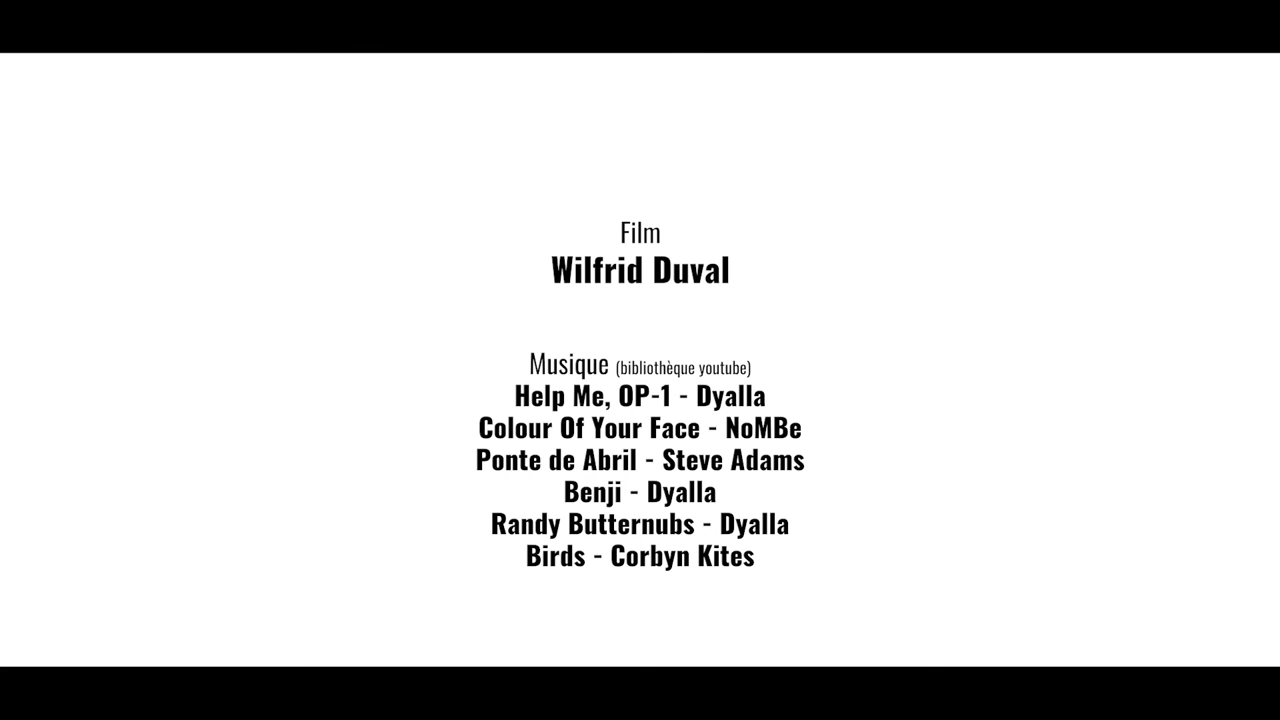 Film
Wilfrid Duval
Musique (bibliothèque youtube)
Help Me, OP-1 - Dyalla
Colour Of Your Face - NoMBe
Ponte de Abril - Steve Adams
Benji - Dyalla
Randy Butternubs - Dyalla
Birds - Corbyn Kites